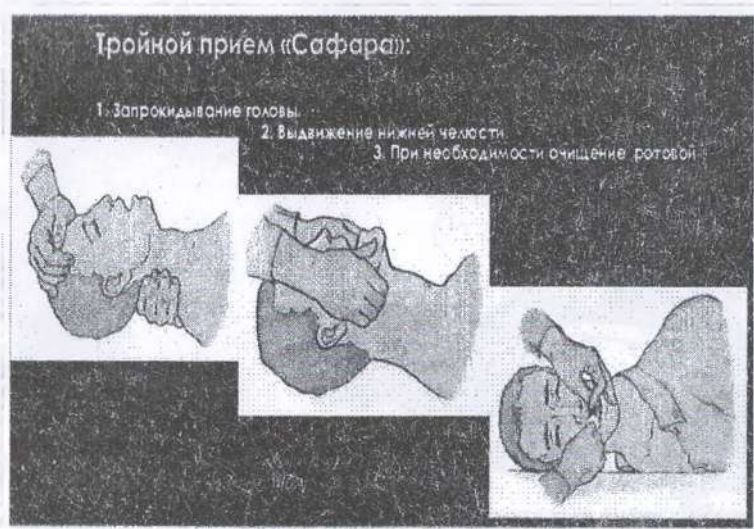 Тройной прием «Сафара»:
1. Запрокидывание головы.
2. Выдвижение нижней челюсти.
3. При необходимости очищение ротовой